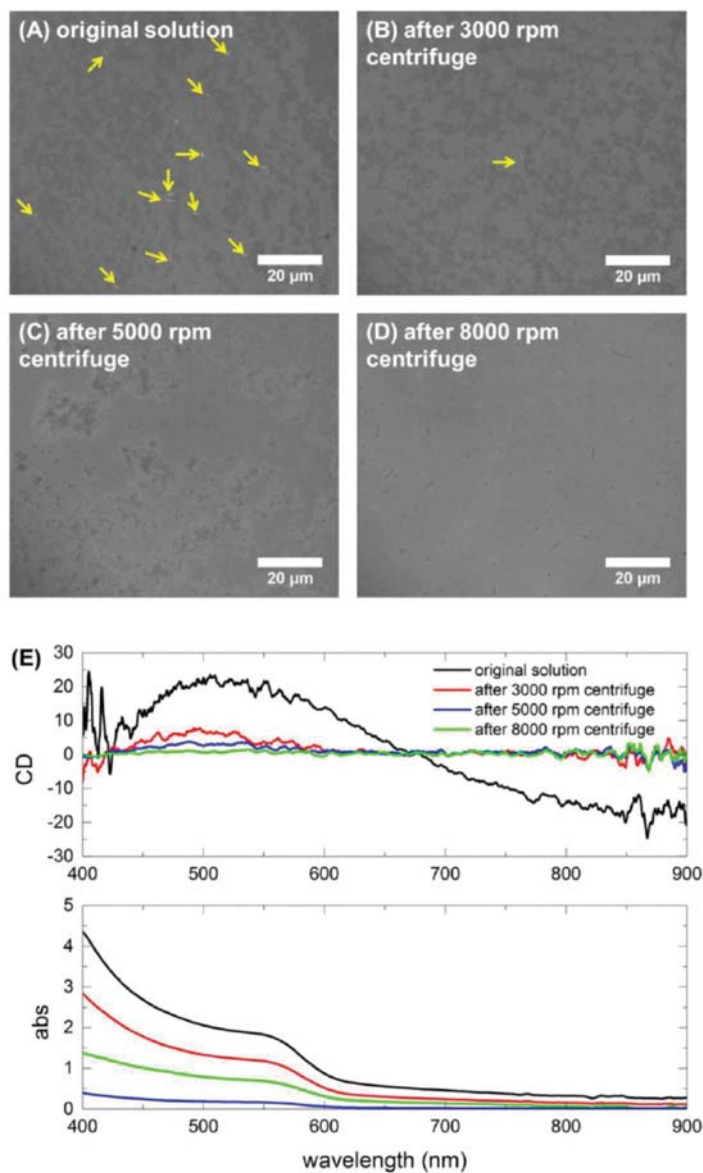 (A) original solution
20 μm
(B) after 3000 rpm
centrifuge
20 μm
(C) after 5000 rpm
centrifuge
20 μm
(D) after 8000 rpm
centrifuge
20 μm
(E)
30
20
10
0
-10
-20
-30
CD
original solution
after 3000 rpm centrifuge
after 5000 rpm centrifuge
after 8000 rpm centrifuge
400 500 600 700 800 900
5
4
3
2
1
0
abs
400 500 600 700 800 900
wavelength (nm)